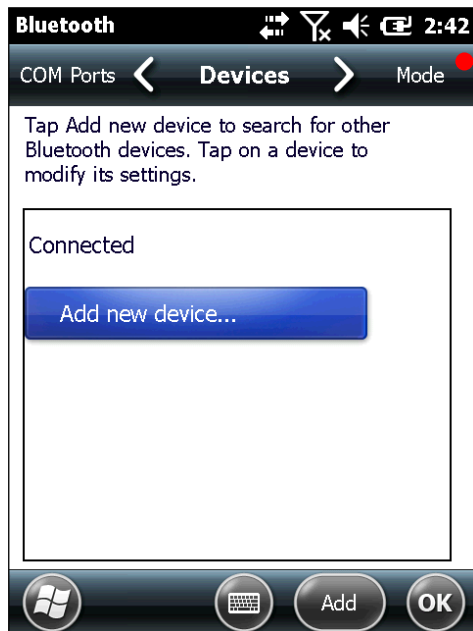 Bluetooth 2:42
COM Ports Devices Mode
Tap Add new device to search for other
Bluetooth devices. Tap on a device to
modify its settings.
Connected
Add new device...
Add OK